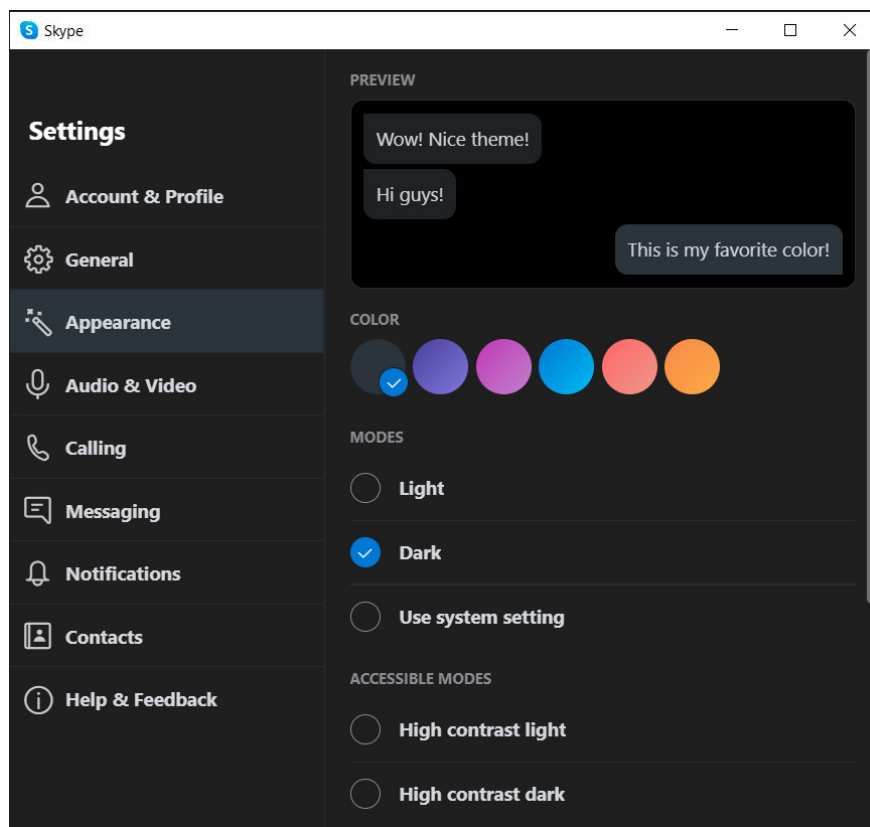 Skype
Settings
Account & Profile
General
Appearance
Audio & Video
Calling
Messaging
Notifications
Contacts
Help & Feedback
PREVIEW
Wow! Nice theme!
Hi guys!
This is my favorite color!
COLOR
MODES
Light
Dark
Use system setting
ACCESSIBLE MODES
High contrast light
High contrast dark